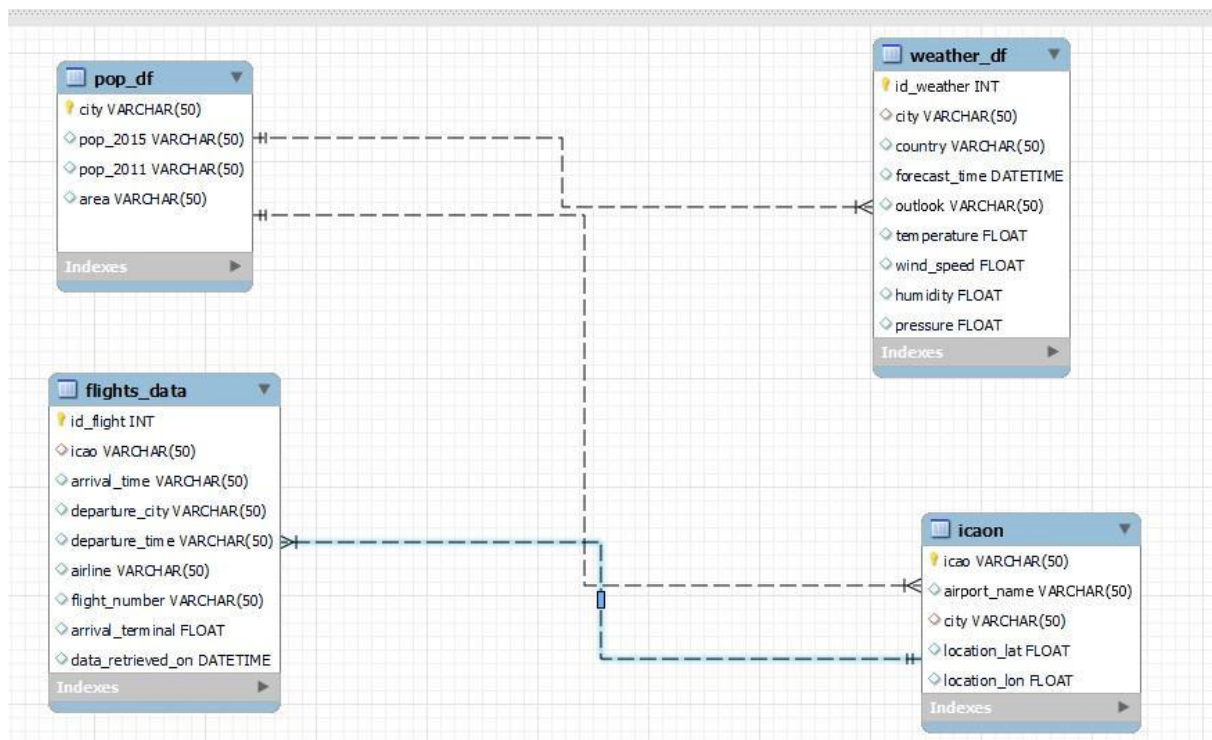 pop_df
city VARCHAR(50)
pop_2015 VARCHAR(50)
pop_2011 VARCHAR(50)
area VARCHAR(50)
Indexes
weather_df
id_weather INT
city VARCHAR(50)
country VARCHAR(50)
forecast_time DATETIME
outlook VARCHAR(50)
temperature FLOAT
wind_speed FLOAT
humidity FLOAT
pressure FLOAT
Indexes
flights_data
id_flight INT
icao VARCHAR(50)
arrival_time VARCHAR(50)
departure_city VARCHAR(50)
departure_time VARCHAR(50)
airline VARCHAR(50)
flight_number VARCHAR(50)
arrival_terminal FLOAT
data_retrieved_on DATETIME
Indexes
icaon
icao VARCHAR(50)
airport_name VARCHAR(50)
city VARCHAR(50)
location_lat FLOAT
location_lon FLOAT
Indexes